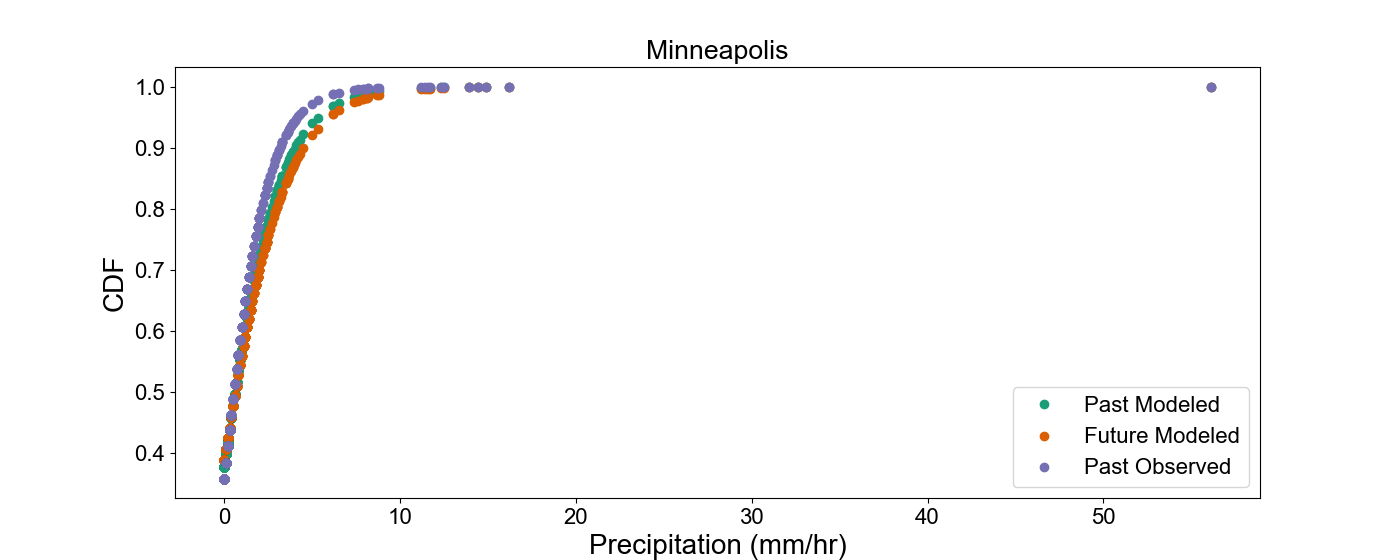 Minneapolis
CDF
1.0
0.9
0.8
0.7
0.6
0.5
0.4
Past Modeled
Future Modeled
Past Observed
0 10 20 30 40 50
Precipitation (mm/hr)